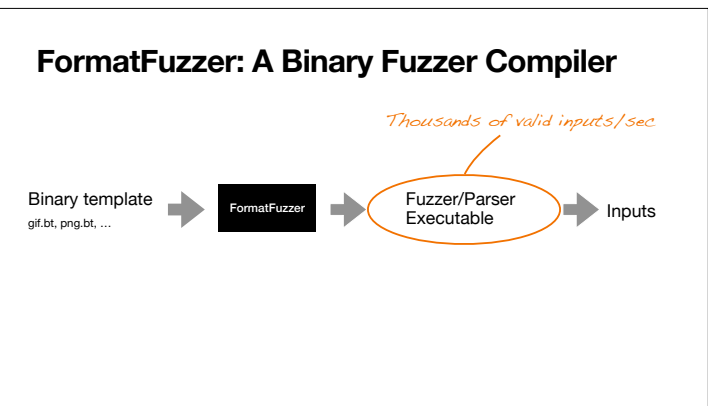 FormatFuzzer: A Binary Fuzzer Compiler
Thousands of valid inputs/sec
Binary template
gif.bt, png.bt, …
FormatFuzzer
Fuzzer/Parser
Executable
Inputs